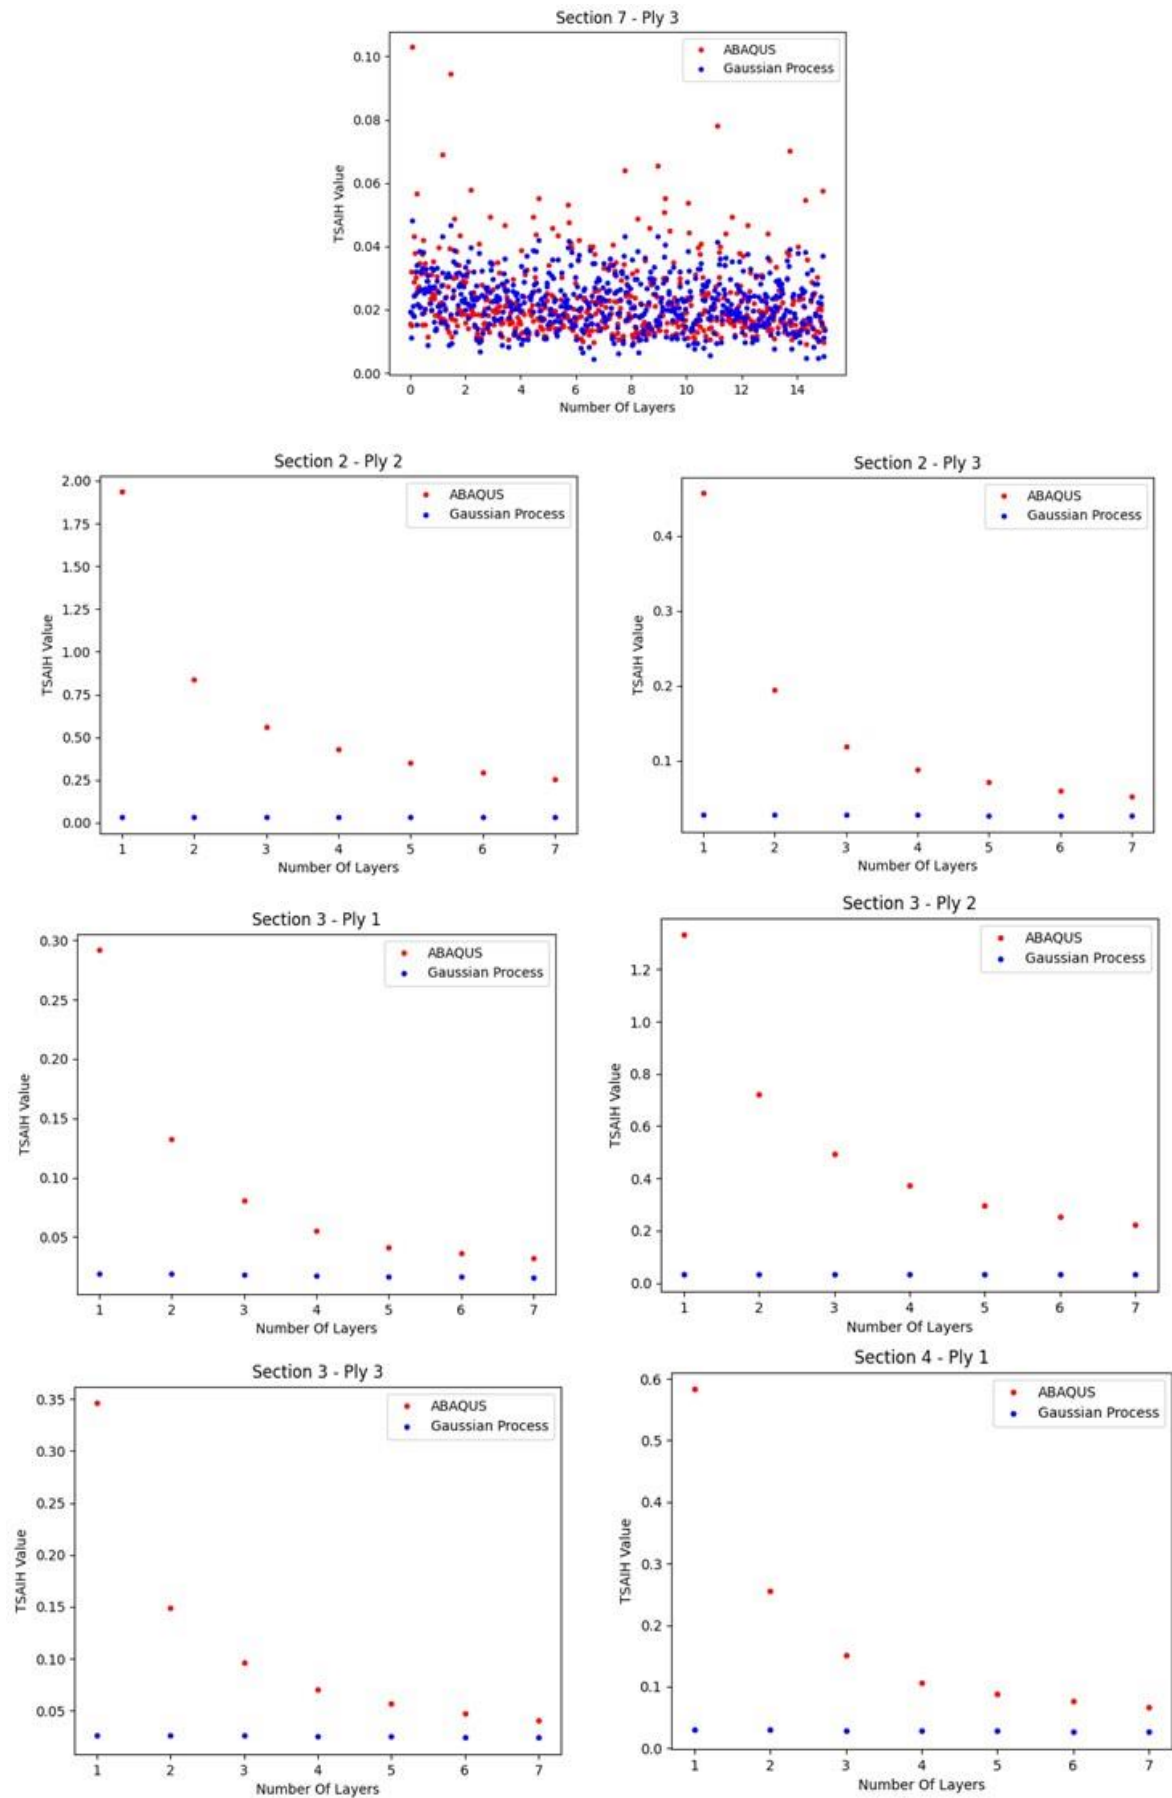 Section 7 - Ply 3
ABAQUS
Gaussian Process
0.10
0.08
0.06
0.04
0.02
0.00
TSAIH Value
0 2 4 6 8 10 12 14
Number Of Layers
Section 2 - Ply 2
ABAQUS
Gaussian Process
2.00
1.75
1.50
1.25
1.00
0.75
0.50
0.25
0.00
TSAIH Value
1 2 3 4 5 6 7
Number Of Layers
Section 2 - Ply 3
ABAQUS
Gaussian Process
0.4
0.3
0.2
0.1
TSAIH Value
1 2 3 4 5 6 7
Number Of Layers
Section 3 - Ply 1
ABAQUS
Gaussian Process
0.30
0.25
0.20
0.15
0.10
0.05
TSAIH Value
1 2 3 4 5 6 7
Number Of Layers
Section 3 - Ply 2
ABAQUS
Gaussian Process
1.2
1.0
0.8
0.6
0.4
0.2
0.0
TSAIH Value
1 2 3 4 5 6 7
Number Of Layers
Section 3 - Ply 3
ABAQUS
Gaussian Process
0.35
0.30
0.25
0.20
0.15
0.10
0.05
TSAIH Value
1 2 3 4 5 6 7
Number Of Layers
Section 4 - Ply 1
ABAQUS
Gaussian Process
0.6
0.5
0.4
0.3
0.2
0.1
0.0
TSAIH Value
1 2 3 4 5 6 7
Number Of Layers